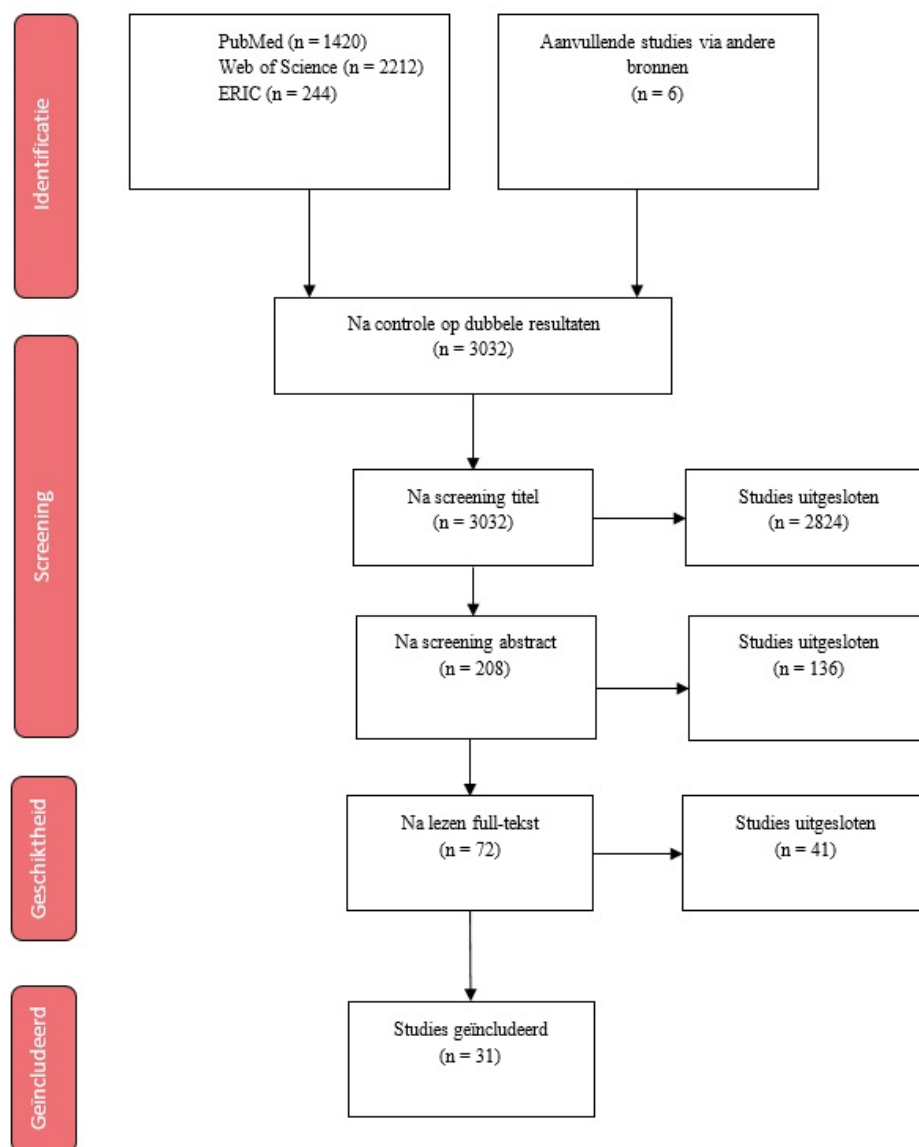 Identificatie
PubMed (n = 1420)
Web of Science (n = 2212)
ERIC (n = 244)
Aanvullende studies via andere
bronnen
(n = 6)
Na controle op dubbele resultaten
(n = 3032)
Screening
Na screening titel
(n = 3032)
Studies uitgesloten
(n = 2824)
Na screening abstract
(n = 208)
Studies uitgesloten
(n = 136)
Geschiktheid
Na lezen full-tekst
(n = 72)
Studies uitgesloten
(n = 41)
Geïncludeerd
Studies geïncludeerd
(n = 31)